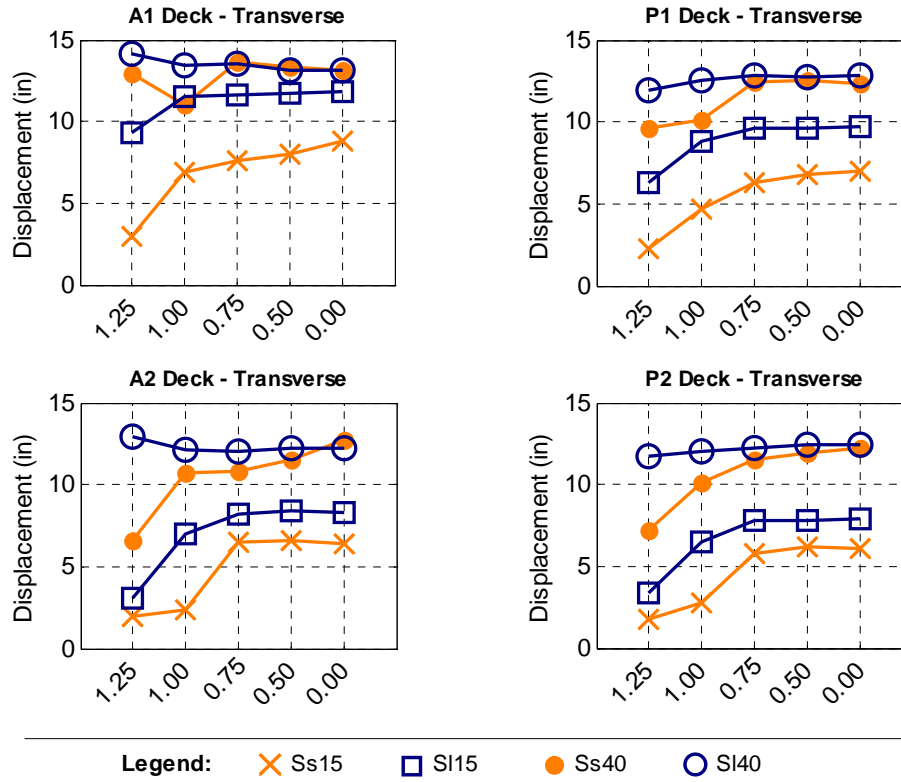 A1 Deck - Transverse
Displacement (in)
15
10
5
0
1.25 1.00 0.75 0.50 0.00
P1 Deck - Transverse
Displacement (in)
15
10
5
0
1.25 1.00 0.75 0.50 0.00
A2 Deck - Transverse
Displacement (in)
15
10
5
0
1.25 1.00 0.75 0.50 0.00
P2 Deck - Transverse
Displacement (in)
15
10
5
0
1.25 1.00 0.75 0.50 0.00
Legend: Ss15 Sl15 Ss40 Sl40